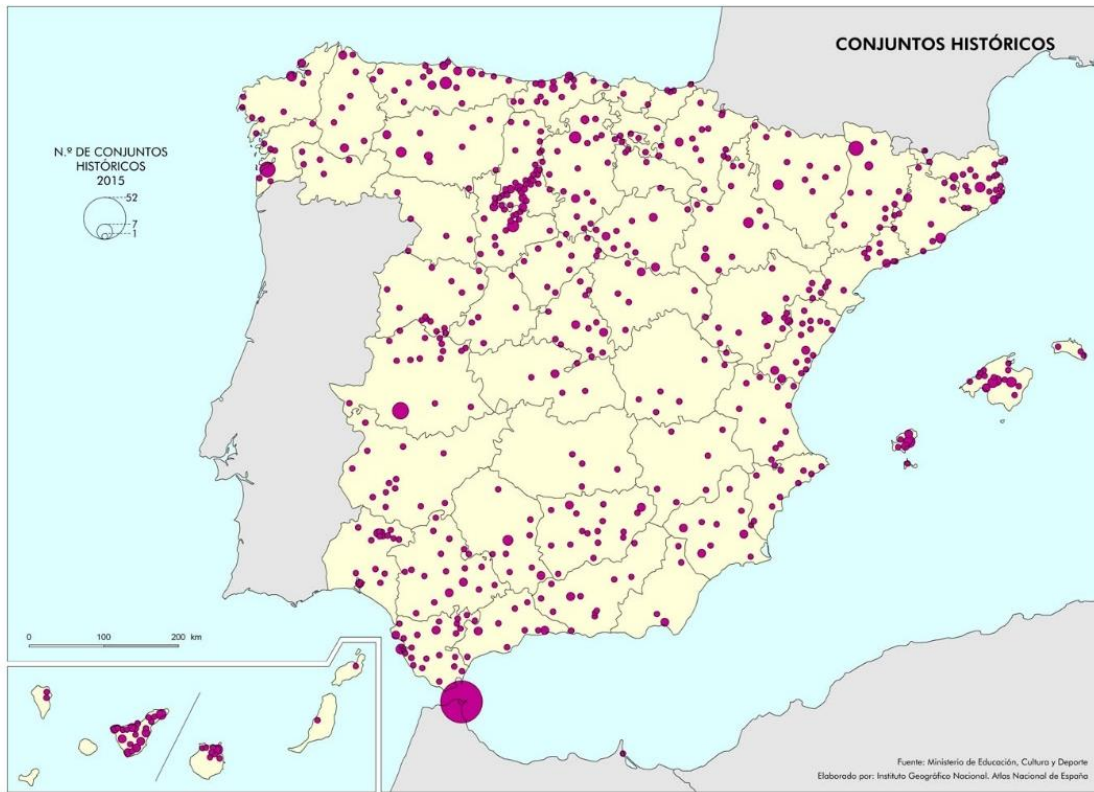 CONJUNTOS HISTÓRICOS
N.º DE CONJUNTOS
HISTÓRICOS
2015
52
7
1
0 100 200 km
Fuente: Ministerio de Educación, Cultura y Deporte
Elaborado por: Instituto Geográfico Nacional. Atlas Nacional de España